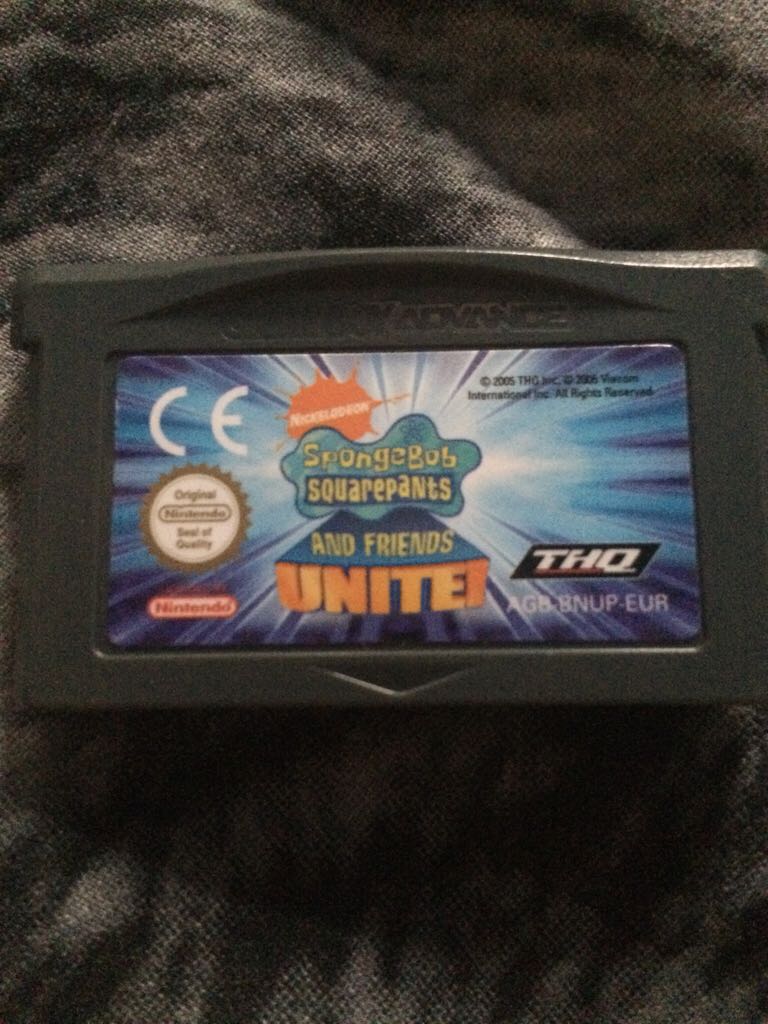 ADVANCE
CE
NICKELODEON
© 2005 THQ Inc. © 2005 Viacom
International Inc. All Rights Reserved.
SpongeBob
SQUAREPANTS
Original
Nintendo
Seal of
Quality
AND FRIENDS
UNITE!
THQ
Nintendo
AGB-BNUP-EUR